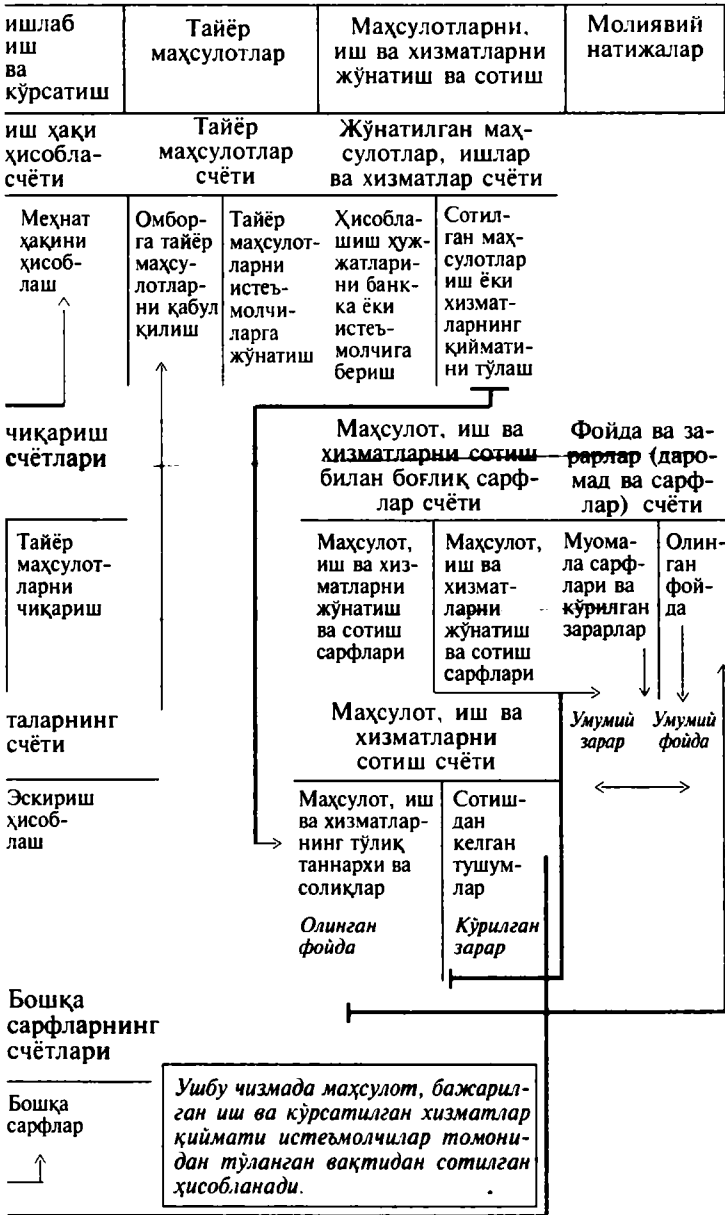 ишлаб
иш
ва
кўрсатиш
Тайёр
маҳсулотлар
Маҳсулотларни,
иш ва хизматларни
жўнатиш ва сотиш
Молиявий
натижалар
иш ҳақи
ҳисобла-
счёти
Тайёр
маҳсулотлар
счёти
Жўнатилган маҳ-
сулотлар, ишлар
ва хизматлар счёти
Меҳнат
ҳақини
ҳисоб-
лаш
Омбор-
га тайёр
маҳсу-
лотлар-
ни қабул
қилиш
Тайёр
маҳсулот-
ларни
истеъ-
молчи-
ларга
жўнатиш
Ҳисобла-
шиш ҳуж-
жатлари-
ни банк-
ка ёки
истеъ-
молчига
бериш
Сотил-
ган маҳ-
сулотлар
иш ёки
хизмат-
ларнинг
қиймати-
ни тўлаш
чиқариш
счётлари
Маҳсулот, иш ва
хизматларни сотиш
билан боғлиқ сарф-
лар счёти
Фойда ва за-
рарлар (даро-
мад ва сарф-
лар) счёти
Тайёр
маҳсулот-
ларни
чиқариш
Маҳсулот,
иш ва хиз-
матларни
жўнатиш
ва сотиш
сарфлари
Маҳсулот,
иш ва
хизмат-
ларни
жўнатиш
ва сотиш
сарфлари
Муома-
ла сарф-
лари ва
кўрилган
зарарлар
Олин-
ган
фой-
да
таларнинг
счёти
Маҳсулот, иш ва
хизматларни
сотиш счёти
Умумий
зарар
Умумий
фойда
Эскириш
ҳисоб-
лаш
Маҳсулот, иш
ва хизматлар-
нинг тўлиқ
таннархи ва
солиқлар
Сотиш-
дан
келган
тушум-
лар
Олинган
фойда
Кўрилган
зарар
Бошқа
сарфларнинг
счётлари
Бошқа
сарфлар
Ушбу чизмада маҳсулот, бажарил-
ган иш ва кўрсатилган хизматлар
қиймати истеъмолчилар томони-
дан тўланган вақтидан сотилган
ҳисобланади.